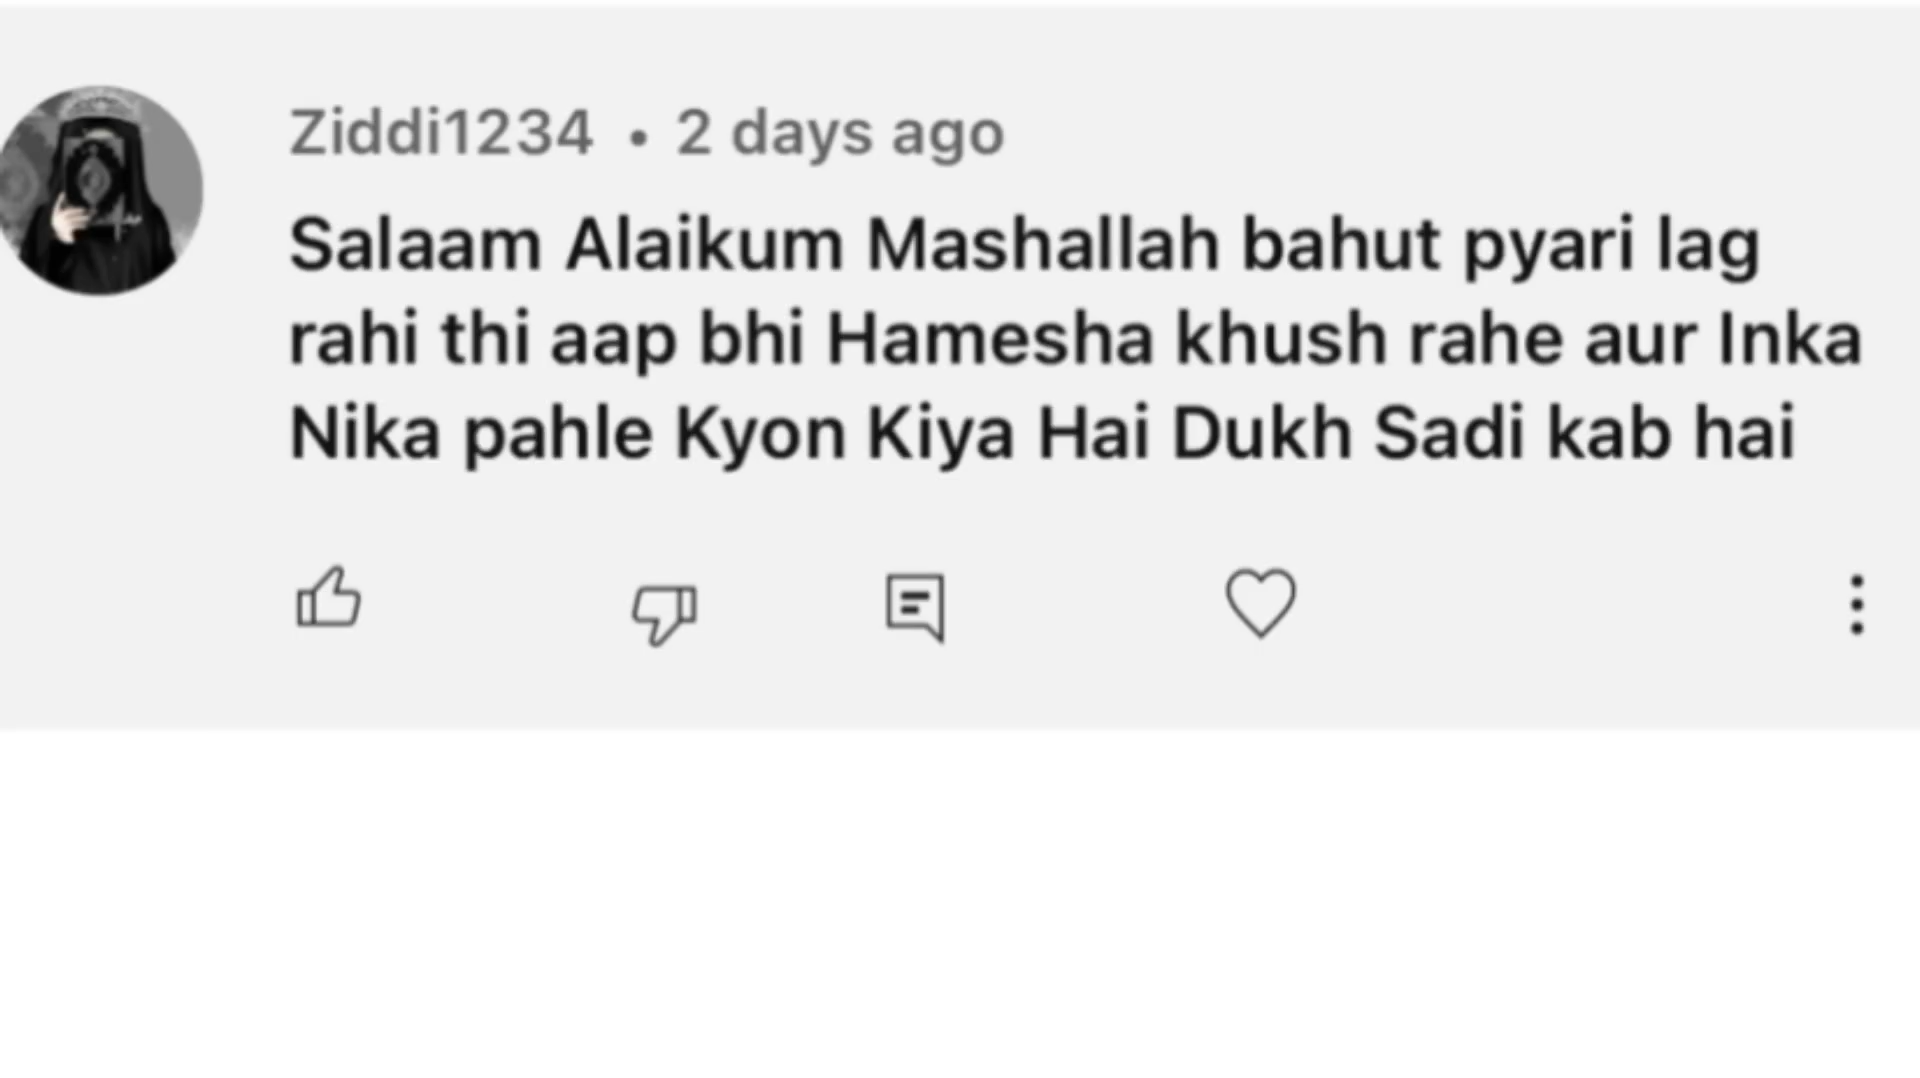 Ziddi1234 • 2 days ago
Salaam Alaikum Mashallah bahut pyari lag
rahi thi aap bhi Hamesha khush rahe aur Inka
Nika pahle Kyon Kiya Hai Dukh Sadi kab hai